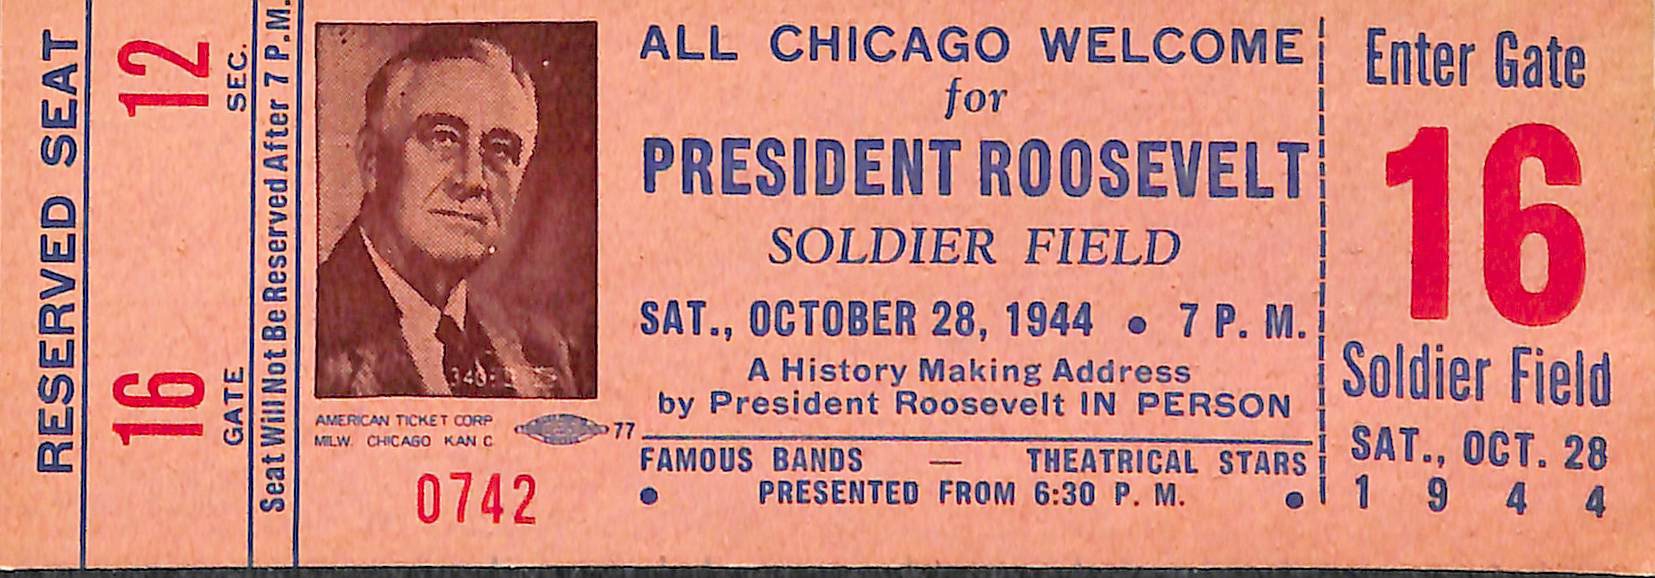 RESERVED SEAT
12
SEC.
16
GATE
Seat Will Not Be Reserved After 7 P.M.
AMERICAN TICKET CORP
MILW. CHICAGO KAN C
77
0742
ALL CHICAGO WELCOME
for
PRESIDENT ROOSEVELT
SOLDIER FIELD
SAT., OCTOBER 28, 1944 • 7 P. M.
A History Making Address
by President Roosevelt IN PERSON
FAMOUS BANDS — THEATRICAL STARS
• PRESENTED FROM 6:30 P. M. •
Enter Gate
16
Soldier Field
SAT., OCT. 28
1 9 4 4